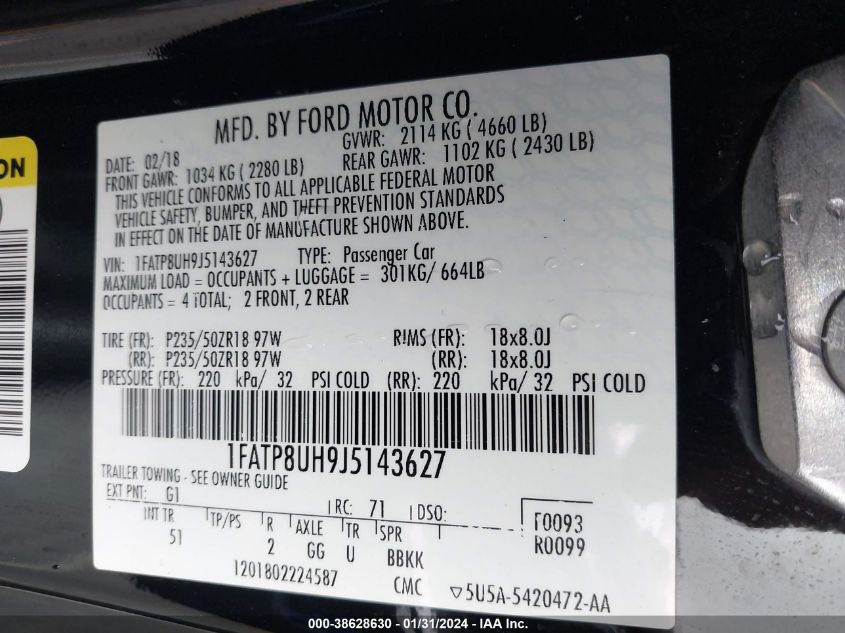 MFD. BY FORD MOTOR CO.
DATE: 02/18 GVWR: 2114 KG ( 4660 LB)
FRONT GAWR: 1034 KG ( 2280 LB) REAR GAWR: 1102 KG ( 2430 LB)
THIS VEHICLE CONFORMS TO ALL APPLICABLE FEDERAL MOTOR
VEHICLE SAFETY, BUMPER, AND THEFT PREVENTION STANDARDS
IN EFFECT ON THE DATE OF MANUFACTURE SHOWN ABOVE.
VIN: 1FATP8UH9J5143627 TYPE: Passenger Car
MAXIMUM LOAD = OCCUPANTS + LUGGAGE = 301KG/ 664LB
OCCUPANTS = 4 TOTAL; 2 FRONT, 2 REAR
TIRE (FR): P235/50ZR18 97W RIMS (FR): 18x8.0J
(RR): P235/50ZR18 97W (RR): 18x8.0J
PRESSURE (FR): 220 kPa/ 32 PSI COLD (RR): 220 kPa/ 32 PSI COLD
1FATP8UH9J5143627
TRAILER TOWING - SEE OWNER GUIDE
EXT PNT: G1 RC: 71 DSO: F0093
INT TR TP/PS R AXLE TR SPR R0099
51 2 GG U BBKK
1201802224587 CMC 5U5A-5420472-AA
ON
000-38628630 - 01/31/2024 - IAA Inc.